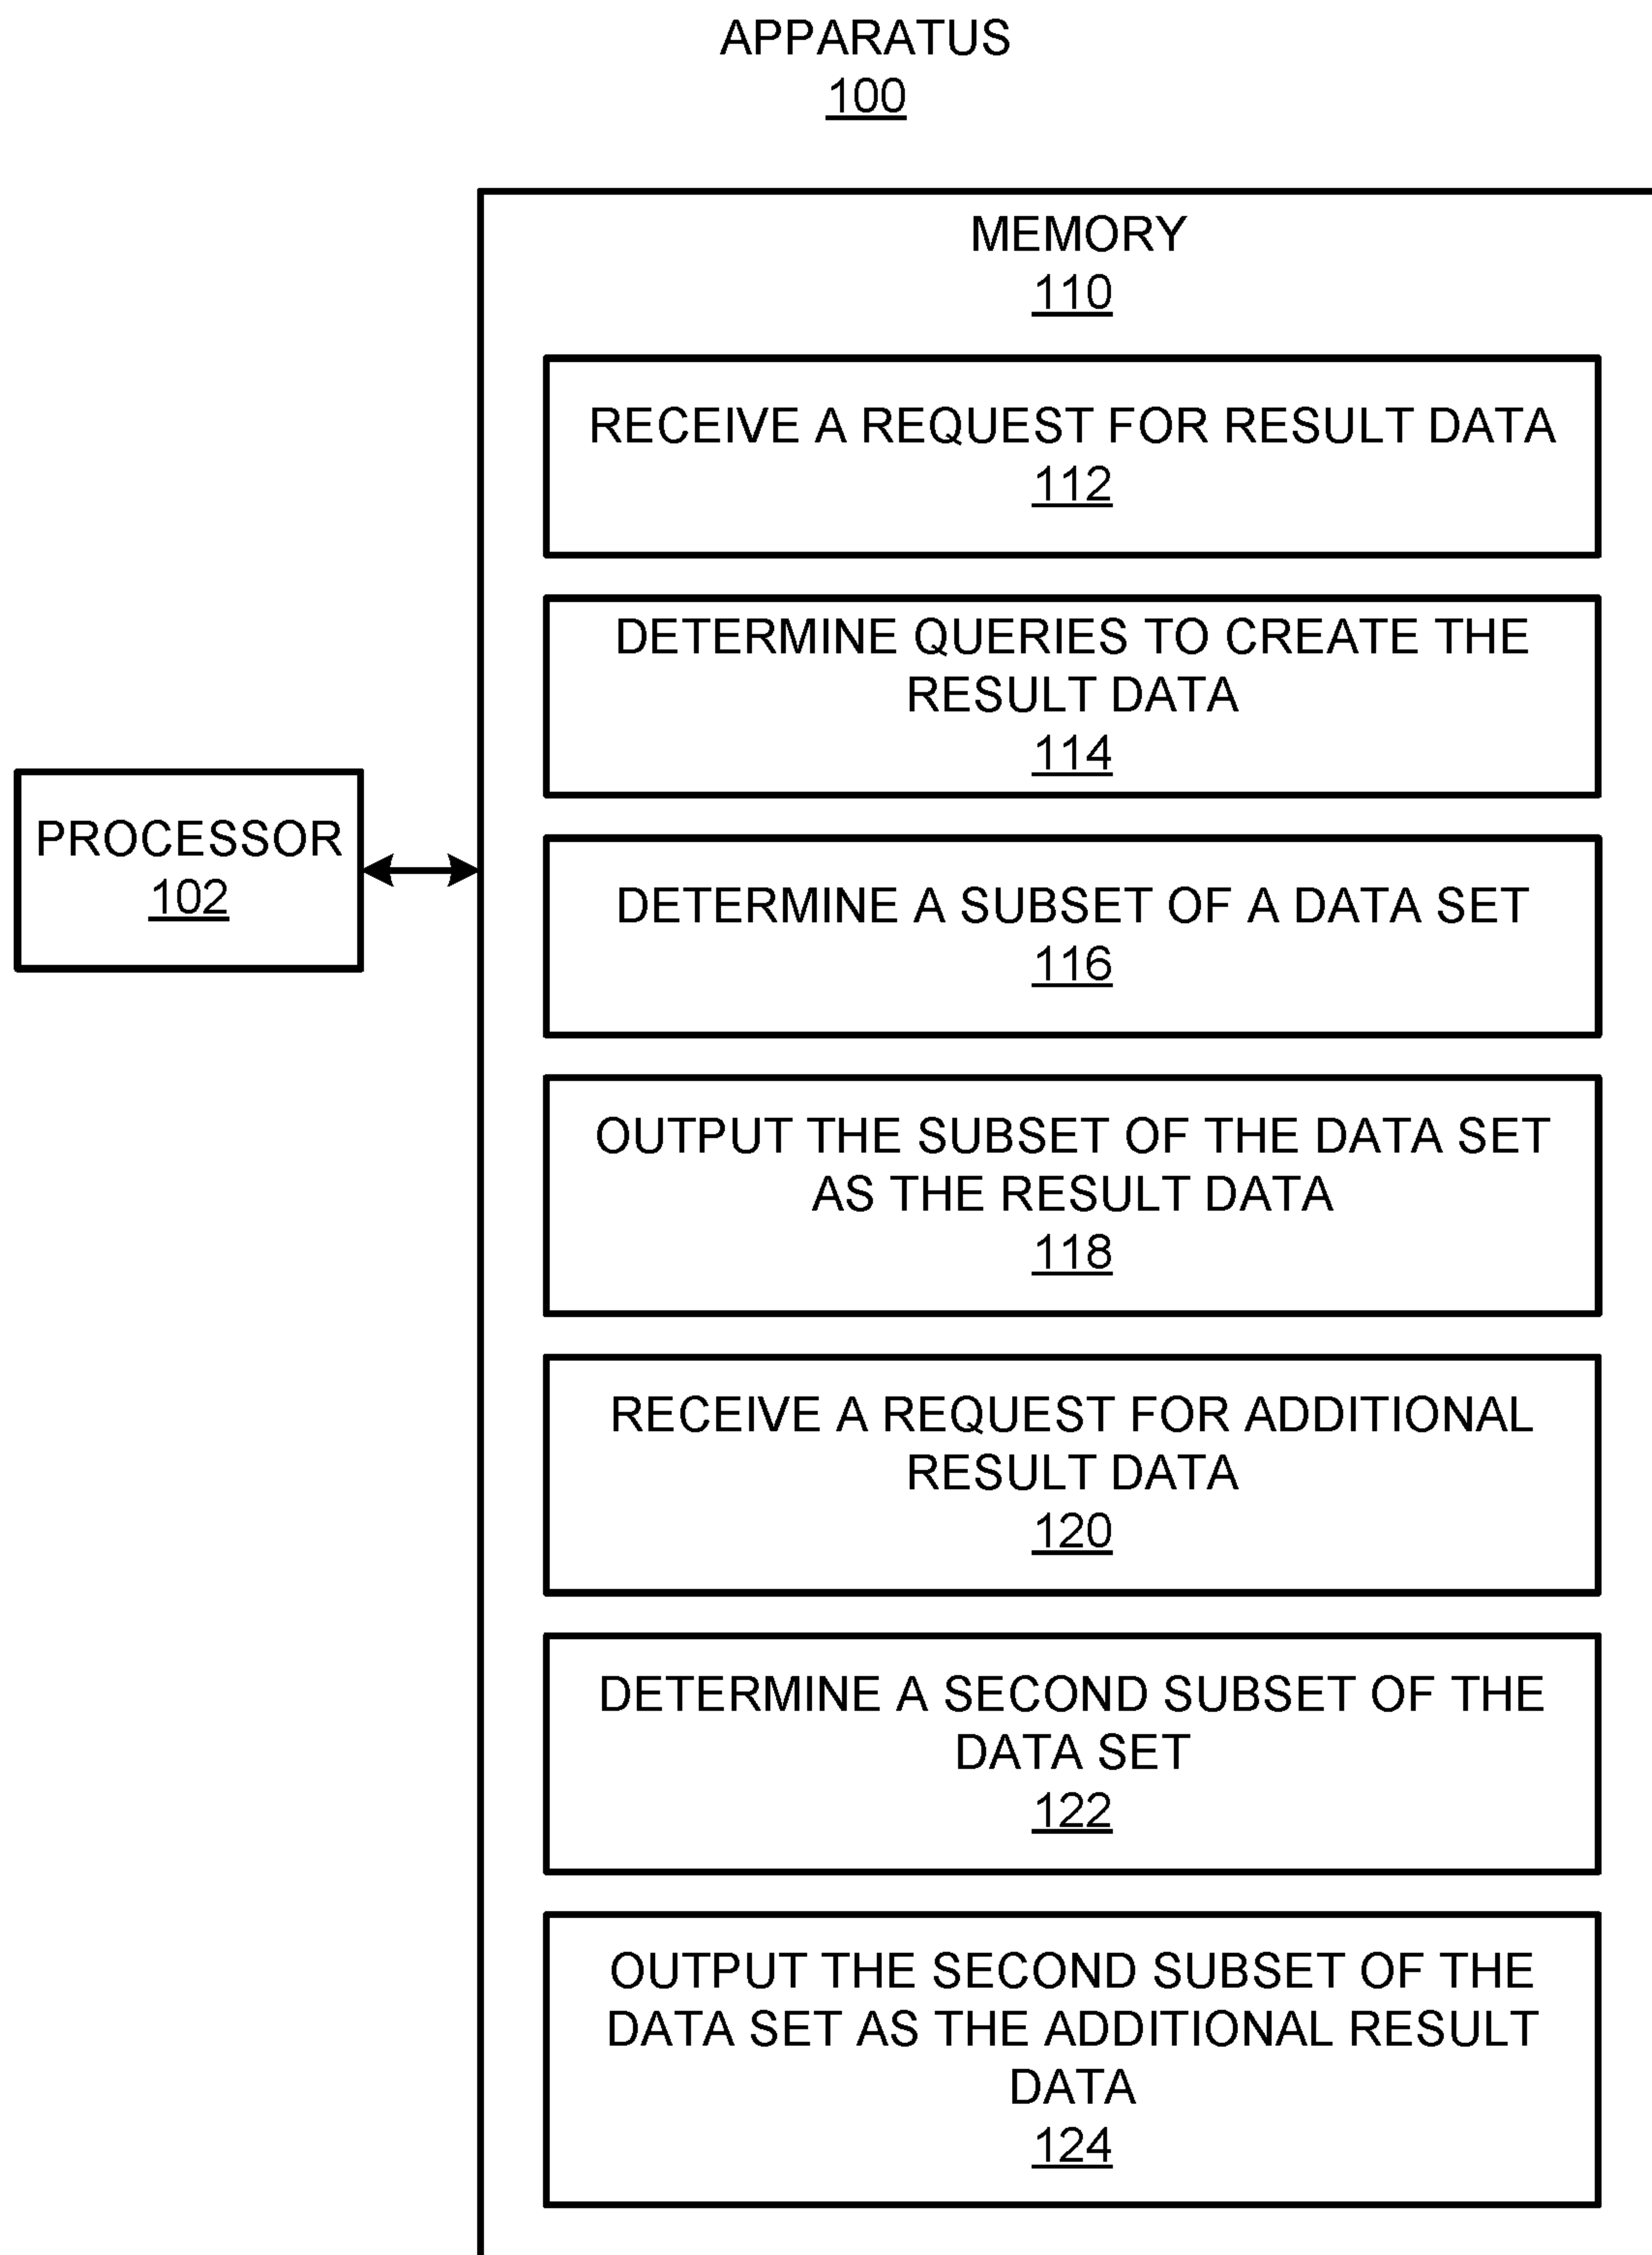 APPARATUS
100
MEMORY
110
RECEIVE A REQUEST FOR RESULT DATA
112
DETERMINE QUERIES TO CREATE THE
RESULT DATA
114
PROCESSOR
102
DETERMINE A SUBSET OF A DATA SET
116
OUTPUT THE SUBSET OF THE DATA SET
AS THE RESULT DATA
118
RECEIVE A REQUEST FOR ADDITIONAL
RESULT DATA
120
DETERMINE A SECOND SUBSET OF THE
DATA SET
122
OUTPUT THE SECOND SUBSET OF THE
DATA SET AS THE ADDITIONAL RESULT
DATA
124